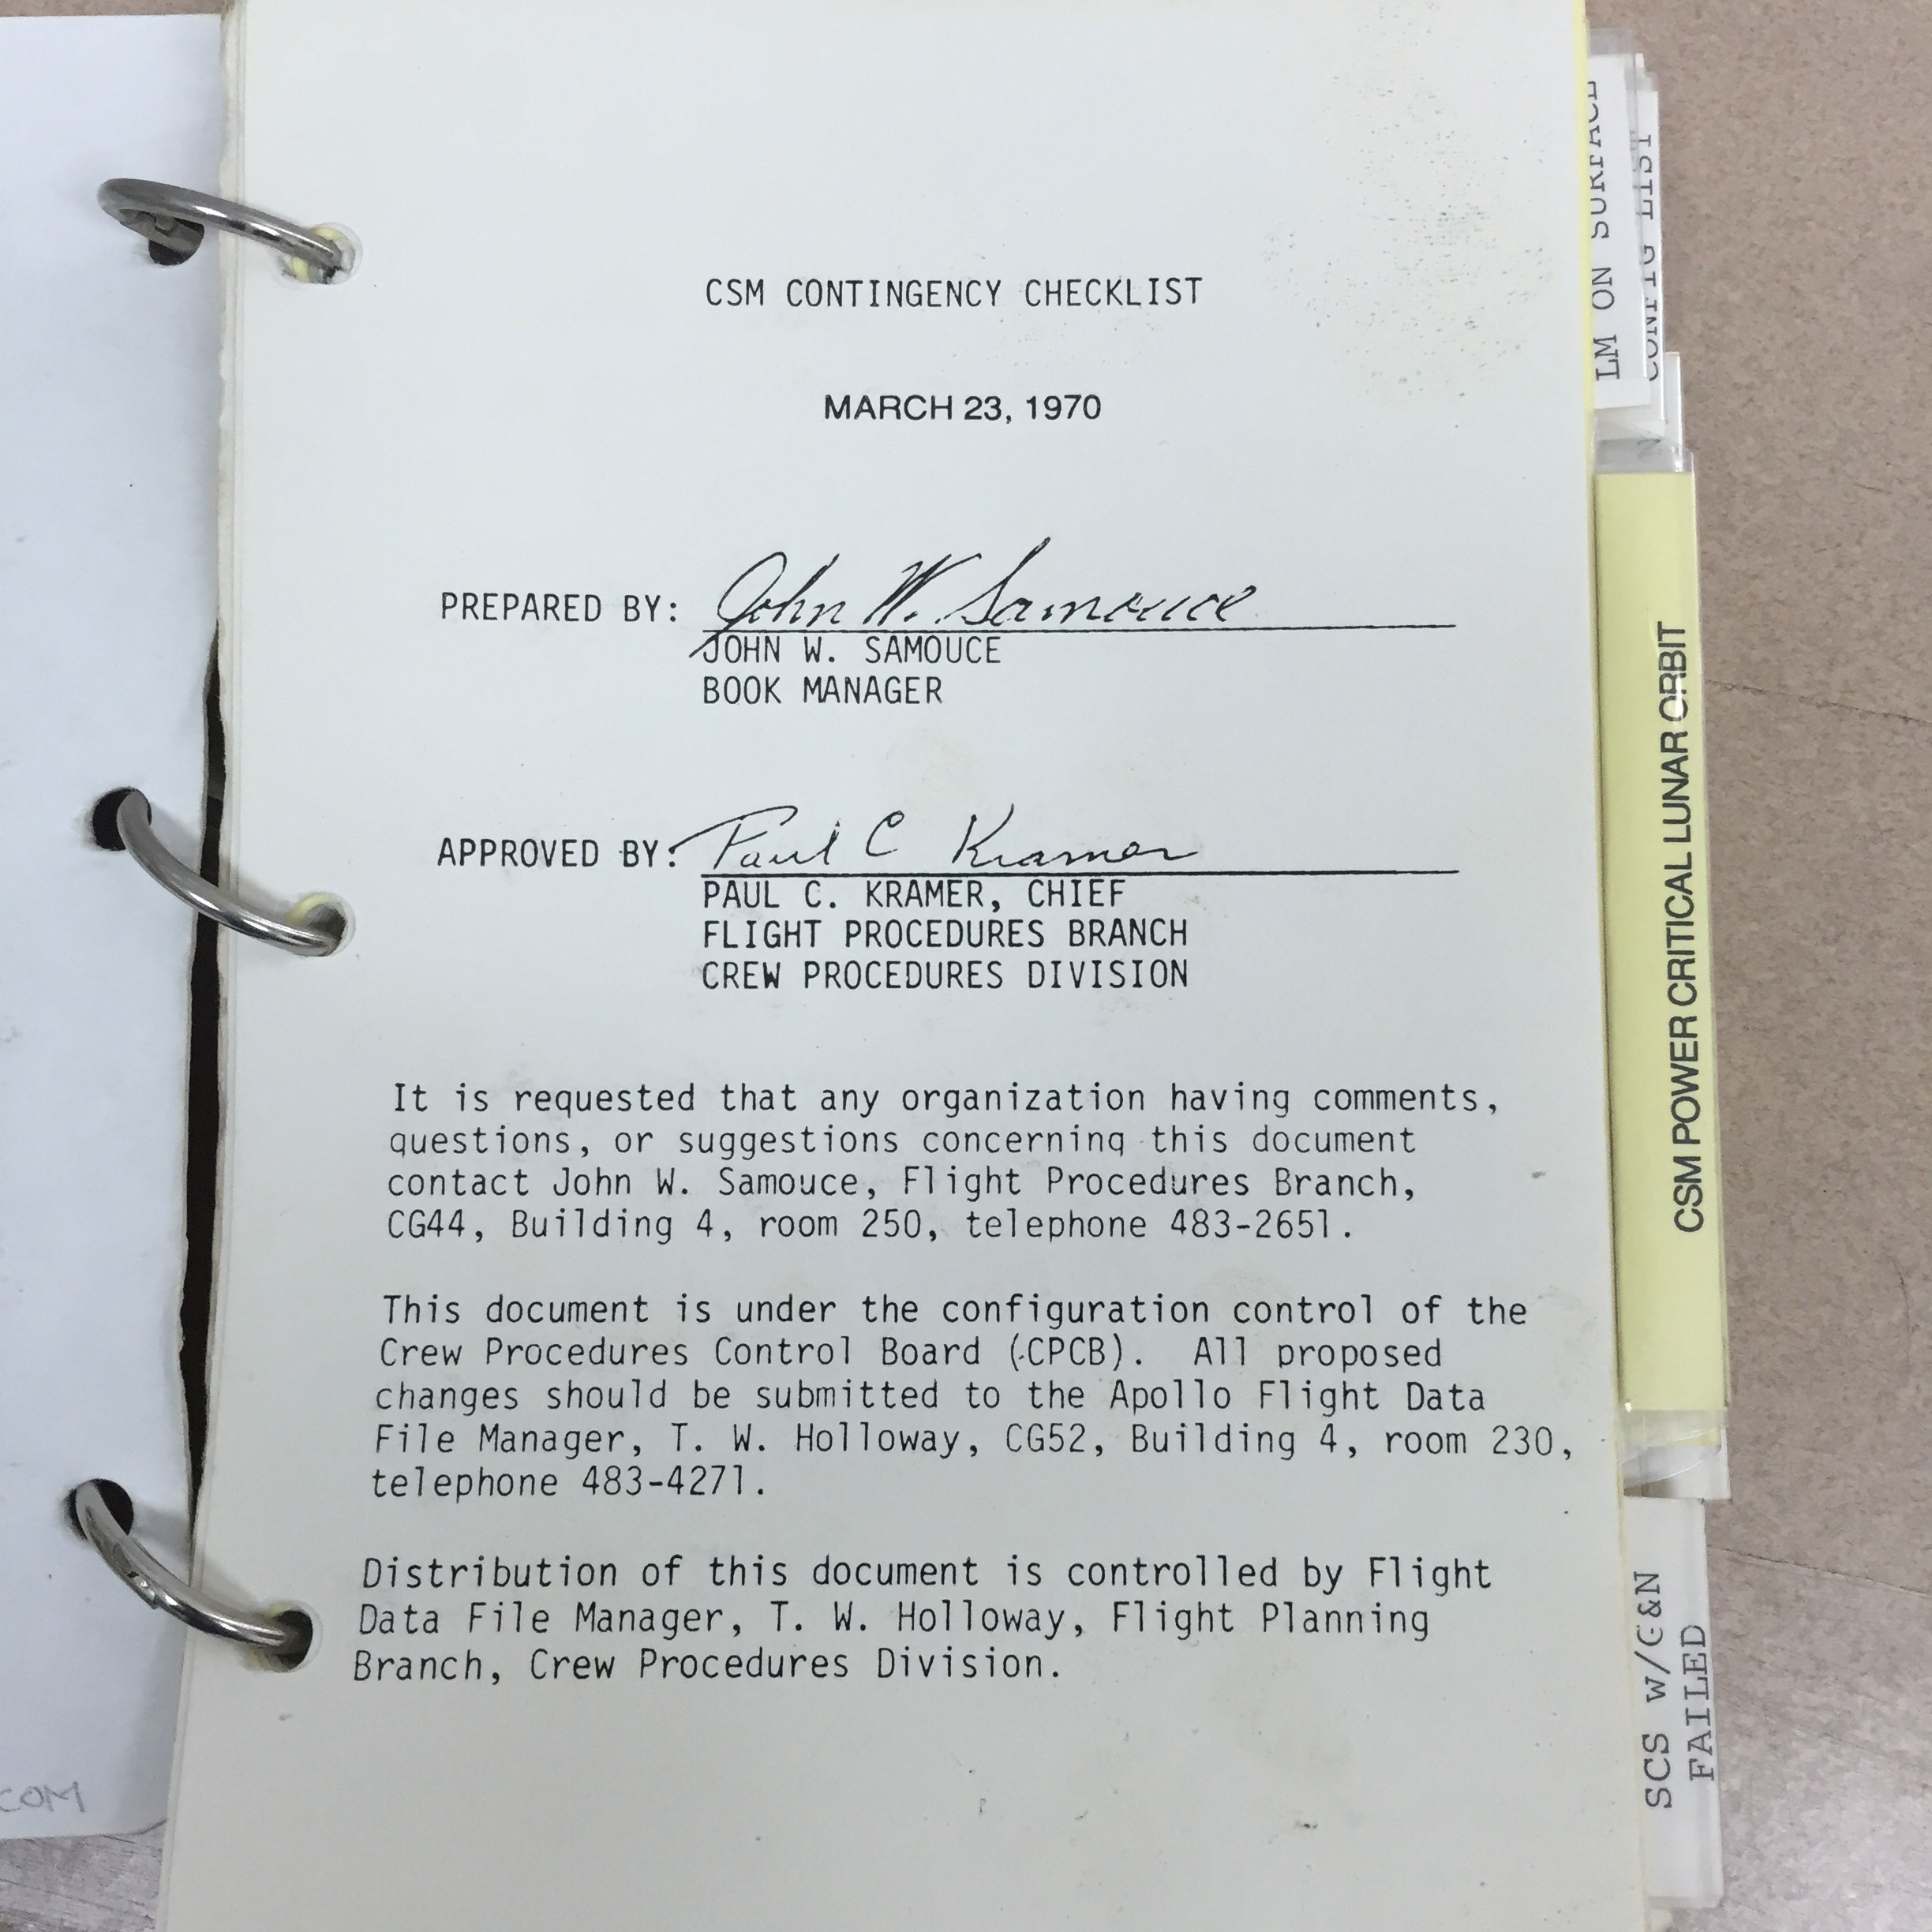 CSM CONTINGENCY CHECKLIST
MARCH 23, 1970
PREPARED BY: John W. Samouce
JOHN W. SAMOUCE
BOOK MANAGER
APPROVED BY: Paul C Kramer
PAUL C. KRAMER, CHIEF
FLIGHT PROCEDURES BRANCH
CREW PROCEDURES DIVISION
It is requested that any organization having comments,
questions, or suggestions concerning this document
contact John W. Samouce, Flight Procedures Branch,
CG44, Building 4, room 250, telephone 483-2651.
This document is under the configuration control of the
Crew Procedures Control Board (CPCB). All proposed
changes should be submitted to the Apollo Flight Data
File Manager, T. W. Holloway, CG52, Building 4, room 230,
telephone 483-4271.
Distribution of this document is controlled by Flight
Data File Manager, T. W. Holloway, Flight Planning
Branch, Crew Procedures Division.
LM ON SURFACE
CONFIG LIST
CSM POWER CRITICAL LUNAR ORBIT
SCS w/G&N
FAILED
COM